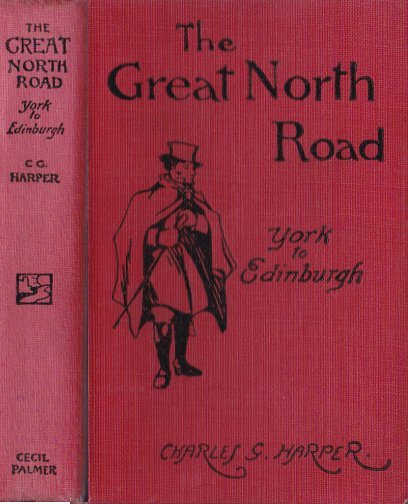 THE
GREAT
NORTH
ROAD
York
to
Edinburgh
C G.
HARPER
CECIL
PALMER
The
Great North
Road
York
to
Edinburgh
CHARLES G. HARPER.